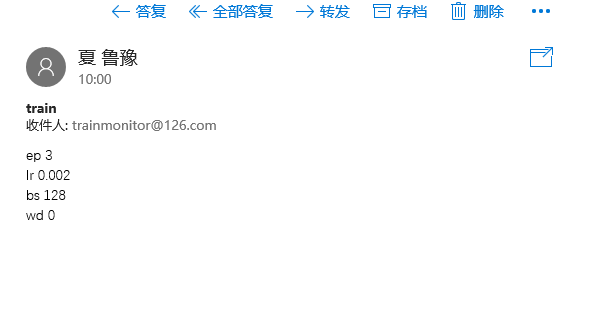 答复 全部答复 转发 存档 删除
夏 鲁豫
10:00
train
收件人: trainmonitor@126.com
ep 3
lr 0.002
bs 128
wd 0